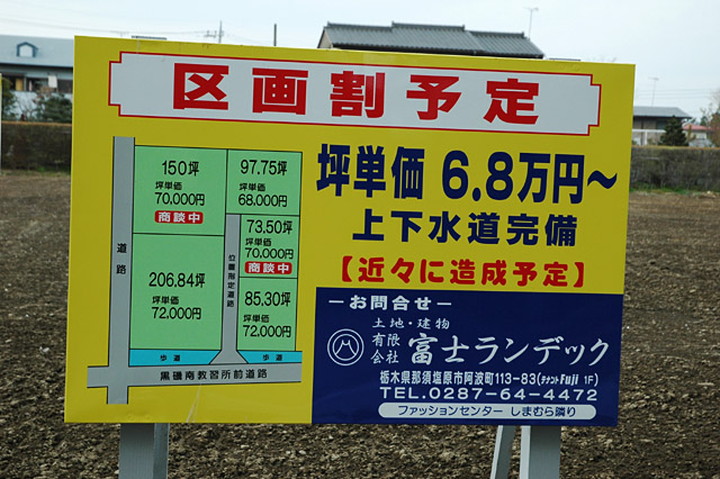 区画割予定
150坪
坪単価
70,000円
商談中
97.75坪
坪単価
68,000円
73.50坪
坪単価
70,000円
商談中
206.84坪
坪単価
72,000円
85.30坪
坪単価
72,000円
道路
位置指定道路
歩道
歩道
黒磯南教習所前道路
坪単価 6.8万円~
上下水道完備
【近々に造成予定】
ーお問合せー
土地・建物
有限会社 富士ランデック
栃木県那須塩原市阿波町113-83(テナントFuji 1F)
TEL.0287-64-4472
ファッションセンター しまむら隣り